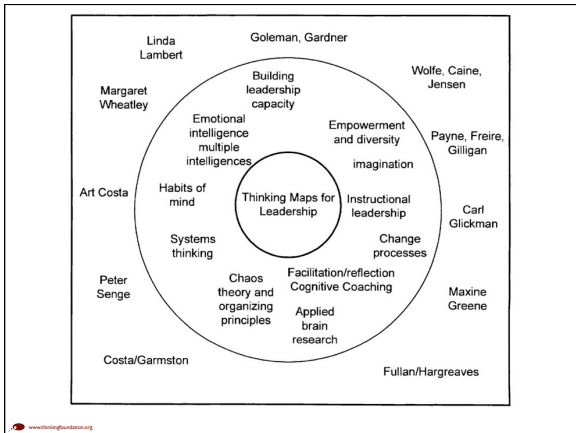 Linda
Lambert
Goleman, Gardner
Wolfe, Caine,
Jensen
Margaret
Wheatley
Payne, Freire,
Gilligan
Art Costa
Carl
Glickman
Peter
Senge
Maxine
Greene
Costa/Garmston
Fullan/Hargreaves
Building
leadership
capacity
Emotional
intelligence
multiple
intelligences
Empowerment
and diversity
imagination
Habits of
mind
Instructional
leadership
Systems
thinking
Change
processes
Chaos
theory and
organizing
principles
Facilitation/reflection
Cognitive Coaching
Applied
brain
research
Thinking Maps for
Leadership
www.thinkingfoundation.org